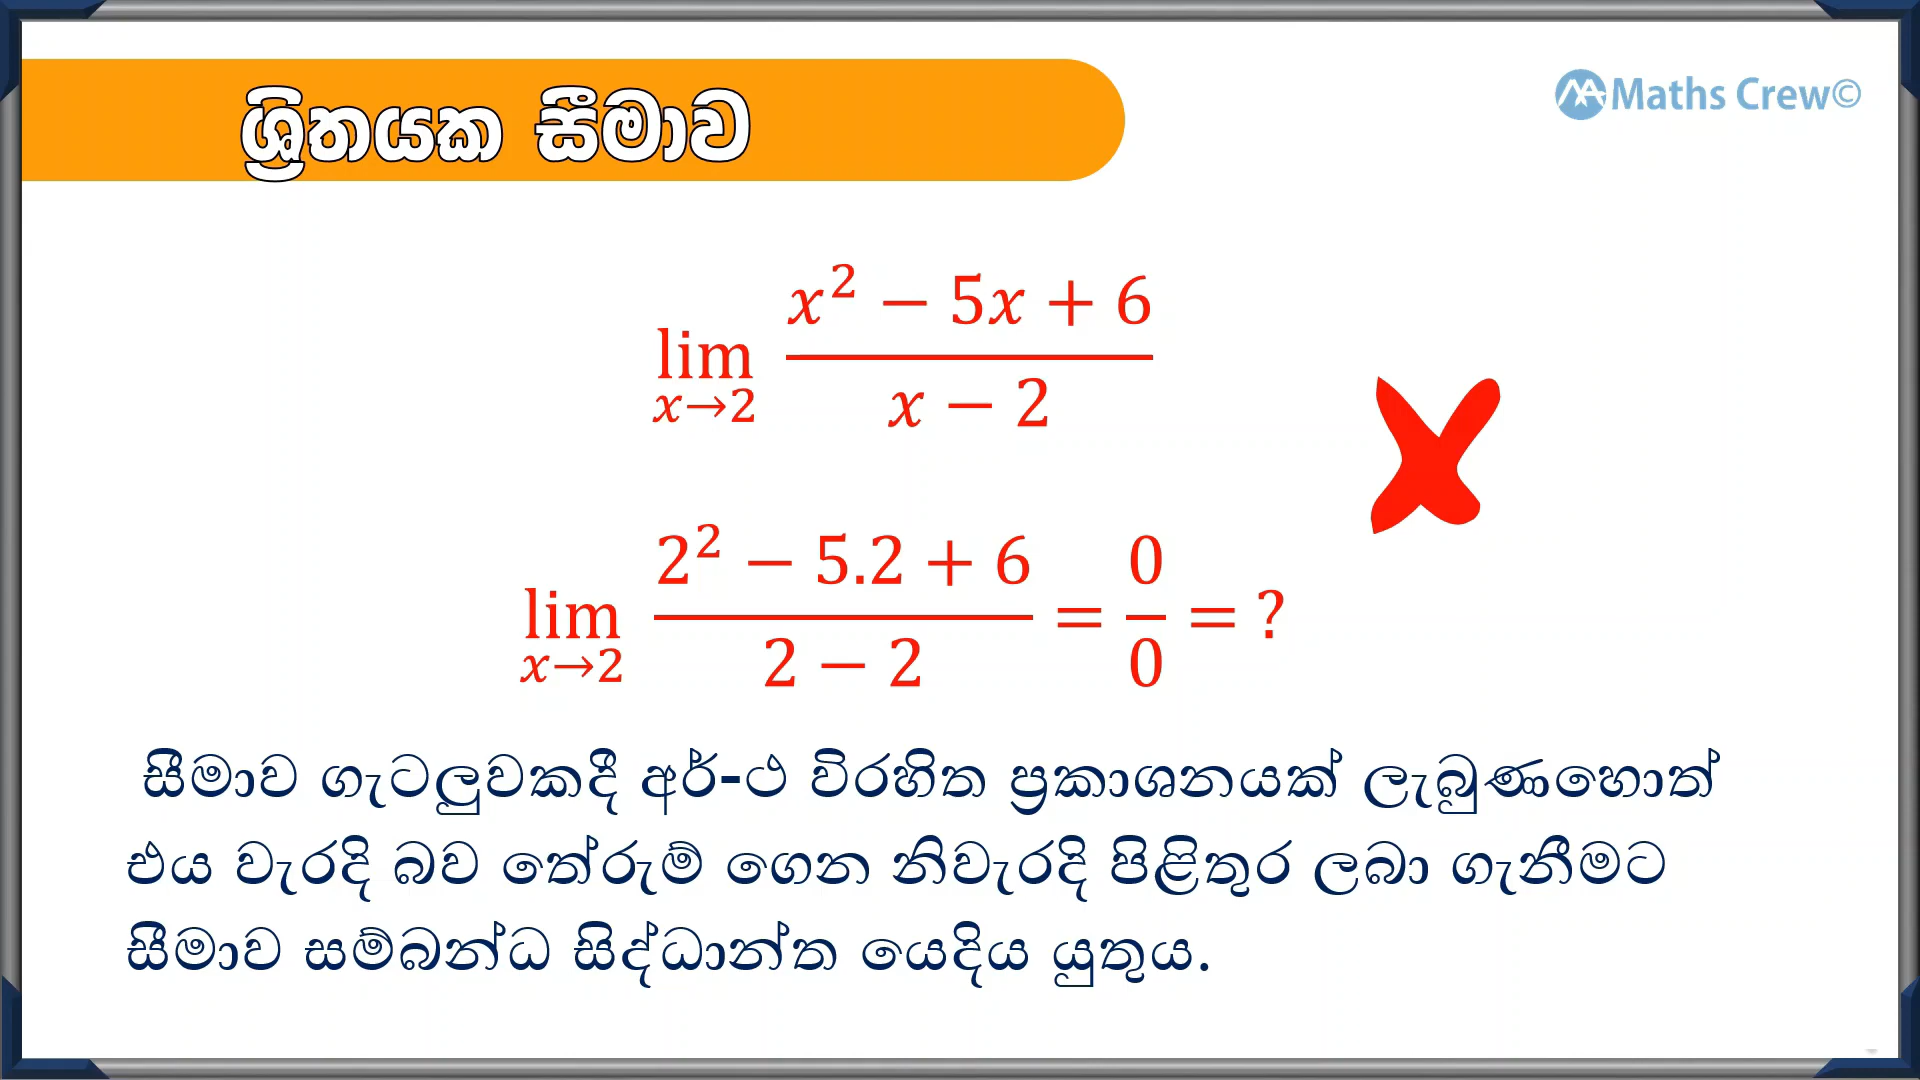 ශ්‍රිතයක සීමාව
Maths Crew©
lim x→2 (x² − 5x + 6)/(x − 2)
lim x→2 (2² − 5.2 + 6)/(2 − 2) = 0/0 = ?
සීමාව ගැටලුවකදී අර්-ථ විරහිත ප්‍රකාශනයක් ලැබුණහොත්
එය වැරදි බව තේරුම් ගෙන නිවැරදි පිළිතුර ලබා ගැනීමට
සීමාව සම්බන්ධ සිද්ධාන්ත යෙදිය යුතුය.